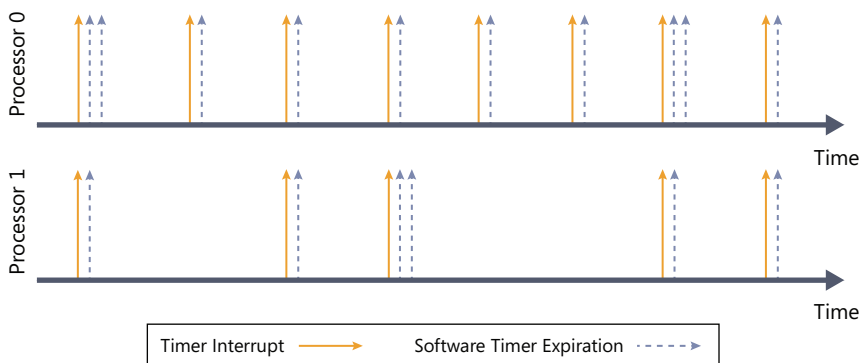 Processor 0
Time
Processor 1
Time
Timer Interrupt
Software Timer Expiration